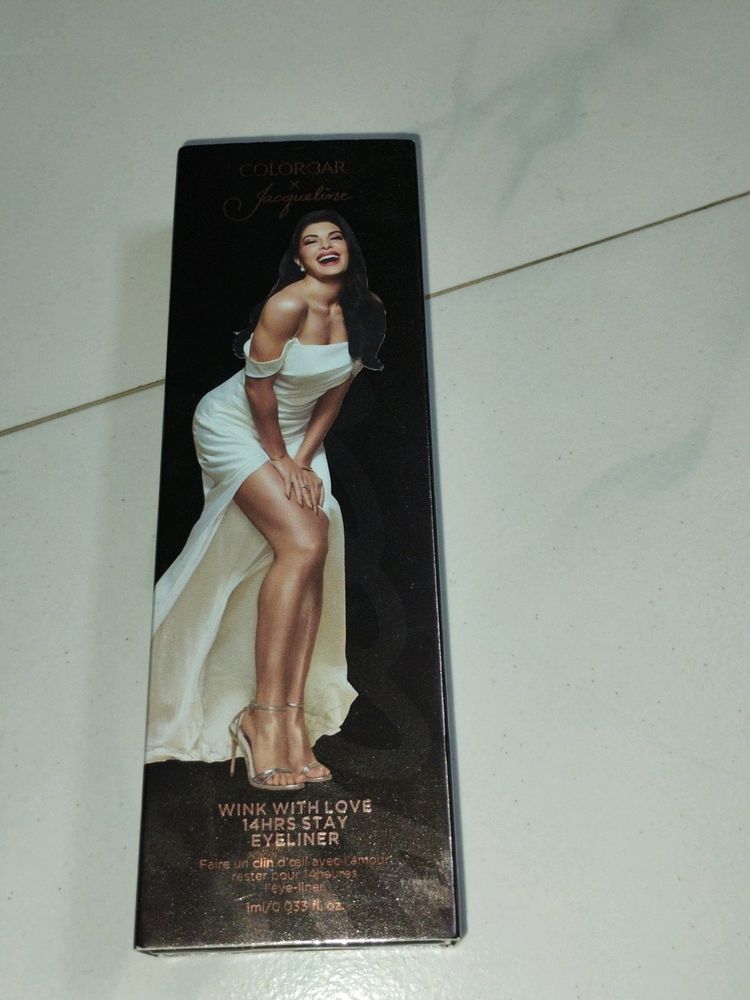 COLORBAR
×
Jacqueline
WINK WITH LOVE
14HRS STAY
EYELINER
Faire un clin d'œil avec l'amour
rester pour 14heures
l'eye-liner
1ml/0.033 fl. oz.